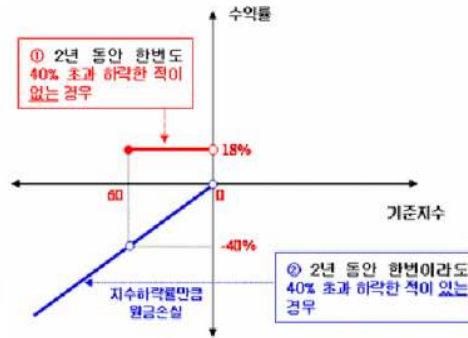 수익률
① 2년 동안 한번도
40% 초과 하락한 적이
없는 경우
18%
60
0
기준지수
-40%
② 2년 동안 한번이라도
40% 초과 하락한 적이 있는
경우
지수하락률만큼
원금손실